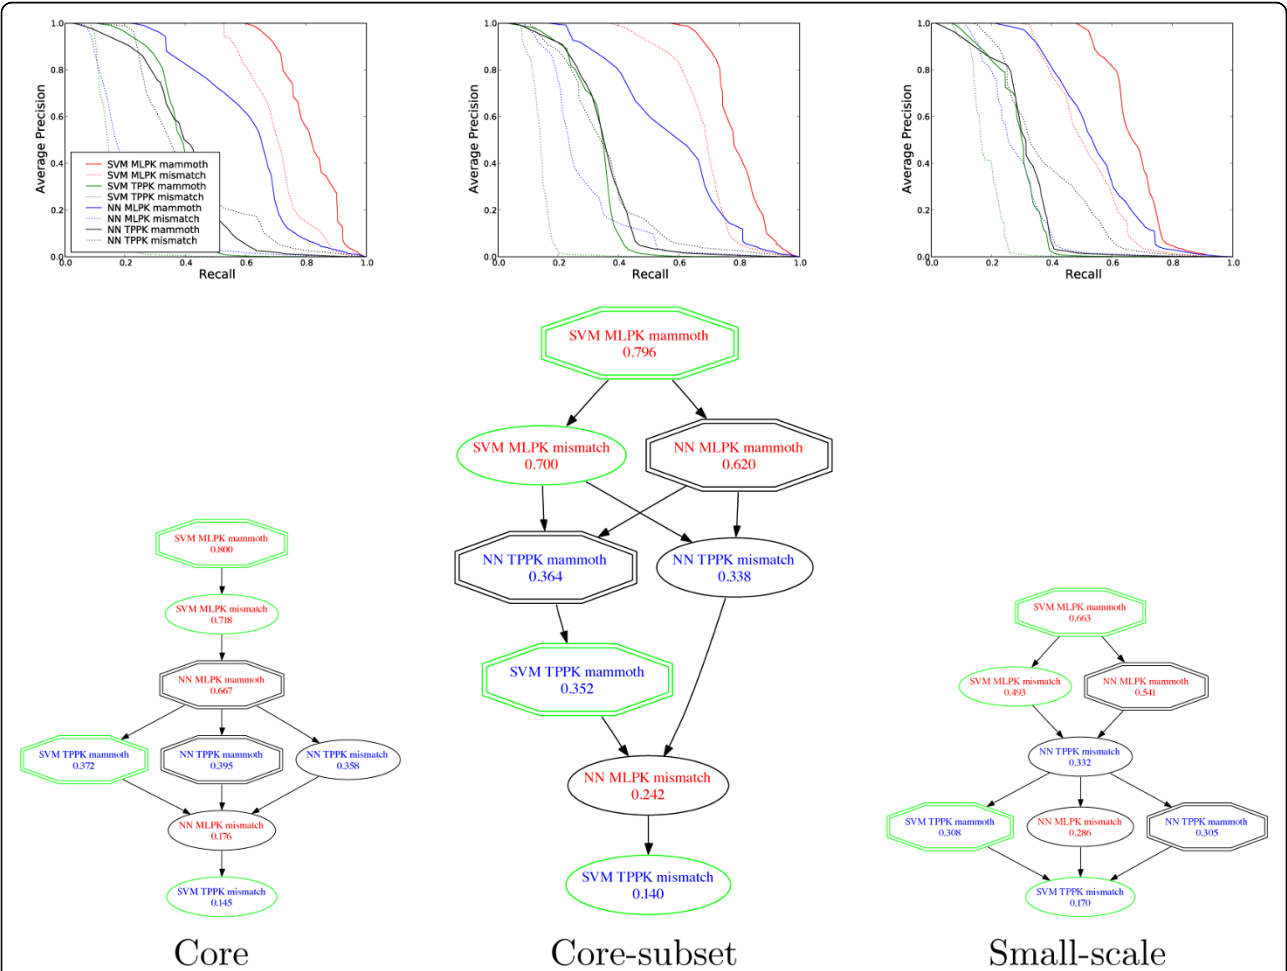 1.0
0.8
0.6
0.4
0.2
0.0
Average Precision
SVM MLPK mammoth
SVM MLPK mismatch
SVM TPPK mammoth
SVM TPPK mismatch
NN MLPK mammoth
NN MLPK mismatch
NN TPPK mammoth
NN TPPK mismatch
0.0 0.2 0.4 0.6 0.8 1.0
Recall
1.0
0.8
0.6
0.4
0.2
0.0
Average Precision
0.0 0.2 0.4 0.6 0.8 1.0
Recall
1.0
0.8
0.6
0.4
0.2
0.0
Average Precision
0.0 0.2 0.4 0.6 0.8 1.0
Recall
SVM MLPK mammoth
0.800
SVM MLPK mismatch
0.718
NN MLPK mammoth
0.667
SVM TPPK mammoth
0.372
NN TPPK mammoth
0.395
NN TPPK mismatch
0.358
NN MLPK mismatch
0.176
SVM TPPK mismatch
0.145
Core
SVM MLPK mammoth
0.796
SVM MLPK mismatch
0.700
NN MLPK mammoth
0.620
NN TPPK mammoth
0.364
NN TPPK mismatch
0.338
SVM TPPK mammoth
0.352
NN MLPK mismatch
0.242
SVM TPPK mismatch
0.140
Core-subset
SVM MLPK mammoth
0.663
SVM MLPK mismatch
0.493
NN MLPK mammoth
0.541
NN TPPK mismatch
0.332
SVM TPPK mammoth
0.308
NN MLPK mismatch
0.286
NN TPPK mammoth
0.305
SVM TPPK mismatch
0.170
Small-scale